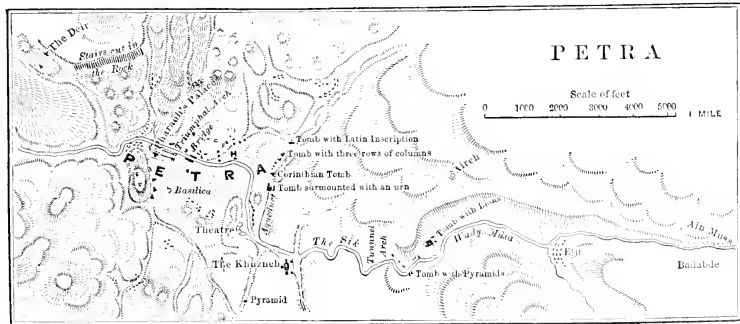 PETRA
Scale of feet
0 1000 2000 3000 4000 5000
1 MILE
The Deir
Stairs cut in
the Rock
Pharaohs Palace
Triumphal Arch
Bridge
Tomb with Latin Inscription
Tomb with three rows of columns
Corinthian Tomb
Tomb surmounted with an urn
PETRA
H
Basilica
Theatre
Aireh
Tomb with Lions
Ain Musa
The Sik
Tunnel
Arch
Wady Musa
Elji
Badabde
The Khuzneh
Tomb with Pyramids
Pyramid